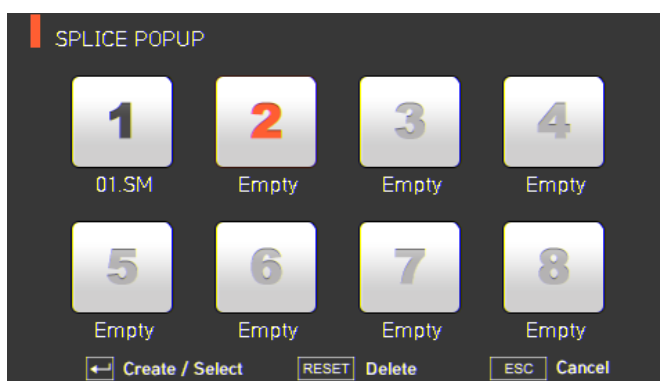 SPLICE POPUP
1 2 3 4
01.SM Empty Empty Empty
5 6 7 8
Empty Empty Empty Empty
Create / Select RESET Delete ESC Cancel